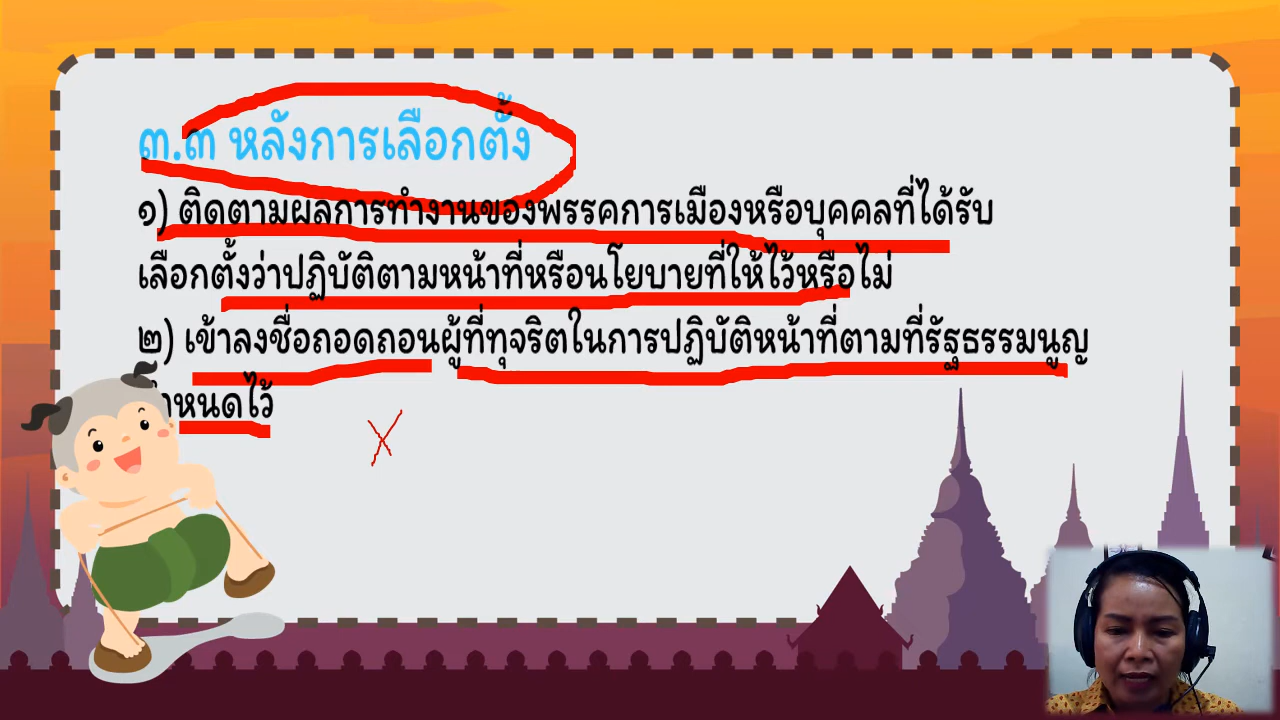 ๓.๓ หลังการเลือกตั้ง
๑) ติดตามผลการทำงานของพรรคการเมืองหรือบุคคลที่ได้รับ
เลือกตั้งว่าปฏิบัติตามหน้าที่หรือนโยบายที่ให้ไว้หรือไม่
๒) เข้าลงชื่อถอดถอนผู้ที่ทุจริตในการปฏิบัติหน้าที่ตามที่รัฐธรรมนูญ
กำหนดไว้